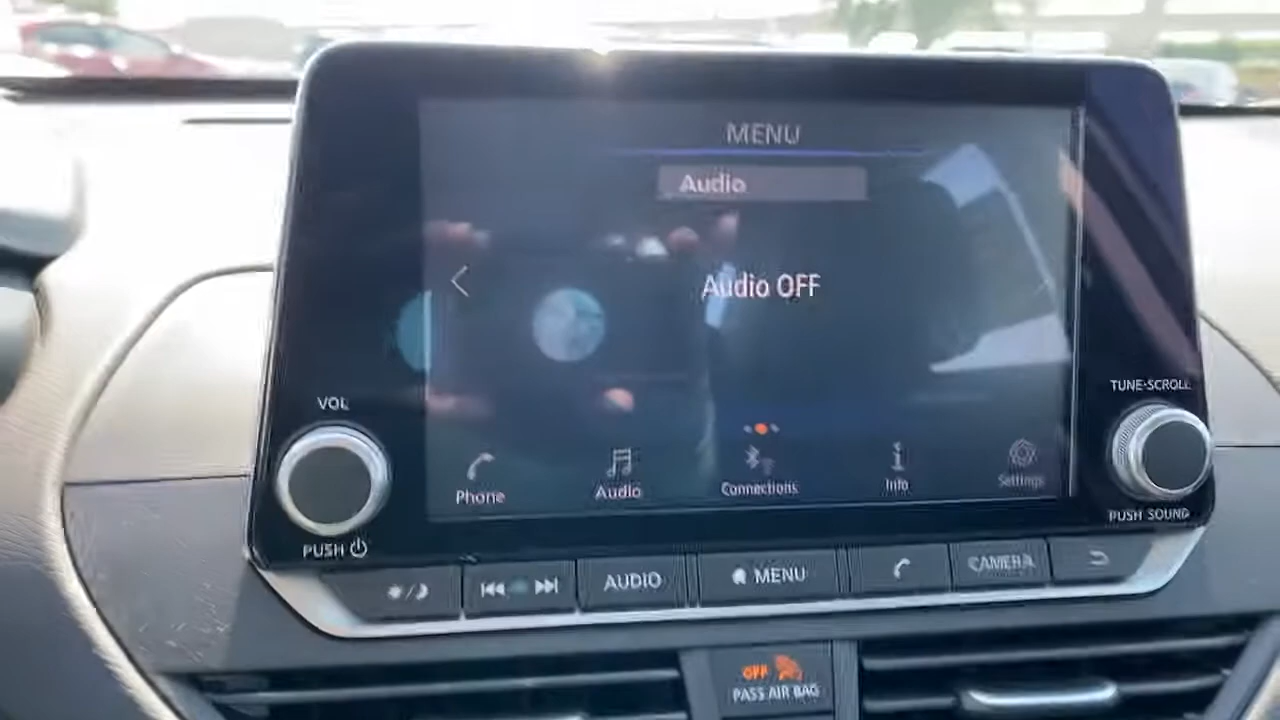 MENU
Audio
Audio OFF
VOL
TUNE-SCROLL
Phone
Audio
Connections
Info
Settings
PUSH
PUSH SOUND
AUDIO
MENU
CAMERA
OFF
PASS AIR BAG